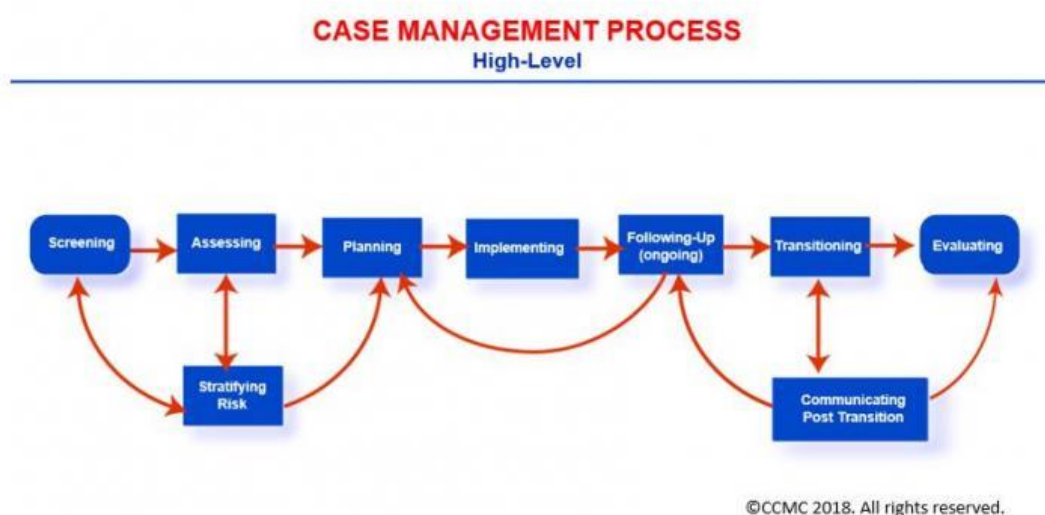 CASE MANAGEMENT PROCESS
High-Level
Screening
Assessing
Planning
Implementing
Following-Up
(ongoing)
Transitioning
Evaluating
Stratifying
Risk
Communicating
Post Transition
©CCMC 2018. All rights reserved.